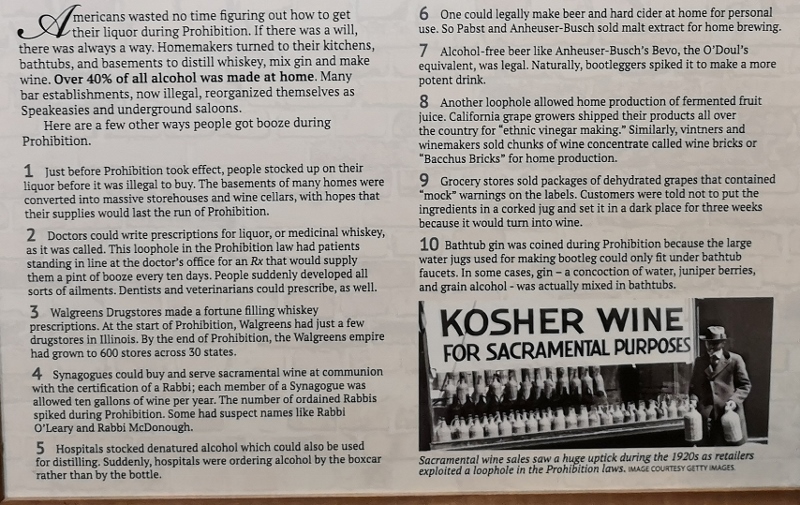 Americans wasted no time figuring out how to get
their liquor during Prohibition. If there was a will,
there was always a way. Homemakers turned to their kitchens,
bathtubs, and basements to distill whiskey, mix gin and make
wine. Over 40% of all alcohol was made at home. Many
bar establishments, now illegal, reorganized themselves as
Speakeasies and underground saloons.
Here are a few other ways people got booze during
Prohibition.
1 Just before Prohibition took effect, people stocked up on their
liquor before it was illegal to buy. The basements of many homes were
converted into massive storehouses and wine cellars, with hopes that
their supplies would last the run of Prohibition.
2 Doctors could write prescriptions for liquor, or medicinal whiskey,
as it was called. This loophole in the Prohibition law had patients
standing in line at the doctor's office for an Rx that would supply
them a pint of booze every ten days. People suddenly developed all
sorts of ailments. Dentists and veterinarians could prescribe, as well.
3 Walgreens Drugstores made a fortune filling whiskey
prescriptions. At the start of Prohibition, Walgreens had just a few
drugstores in Illinois. By the end of Prohibition, the Walgreens empire
had grown to 600 stores across 30 states.
4 Synagogues could buy and serve sacramental wine at communion
with the certification of a Rabbi; each member of a Synagogue was
allowed ten gallons of wine per year. The number of ordained Rabbis
spiked during Prohibition. Some had suspect names like Rabbi
O'Leary and Rabbi McDonough.
5 Hospitals stocked denatured alcohol which could also be used
for distilling. Suddenly, hospitals were ordering alcohol by the boxcar
rather than by the bottle.
6 One could legally make beer and hard cider at home for personal
use. So Pabst and Anheuser-Busch sold malt extract for home brewing.
7 Alcohol-free beer like Anheuser-Busch's Bevo, the O'Doul's
equivalent, was legal. Naturally, bootleggers spiked it to make a more
potent drink.
8 Another loophole allowed home production of fermented fruit
juice. California grape growers shipped their products all over
the country for "ethnic vinegar making." Similarly, vintners and
winemakers sold chunks of wine concentrate called wine bricks or
"Bacchus Bricks" for home production.
9 Grocery stores sold packages of dehydrated grapes that contained
"mock" warnings on the labels. Customers were told not to put the
ingredients in a corked jug and set it in a dark place for three weeks
because it would turn into wine.
10 Bathtub gin was coined during Prohibition because the large
water jugs used for making bootleg could only fit under bathtub
faucets. In some cases, gin – a concoction of water, juniper berries,
and grain alcohol - was actually mixed in bathtubs.
KOSHER WINE
FOR SACRAMENTAL PURPOSES
Sacramental wine sales saw a huge uptick during the 1920s as retailers
exploited a loophole in the Prohibition laws. IMAGE COURTESY GETTY IMAGES